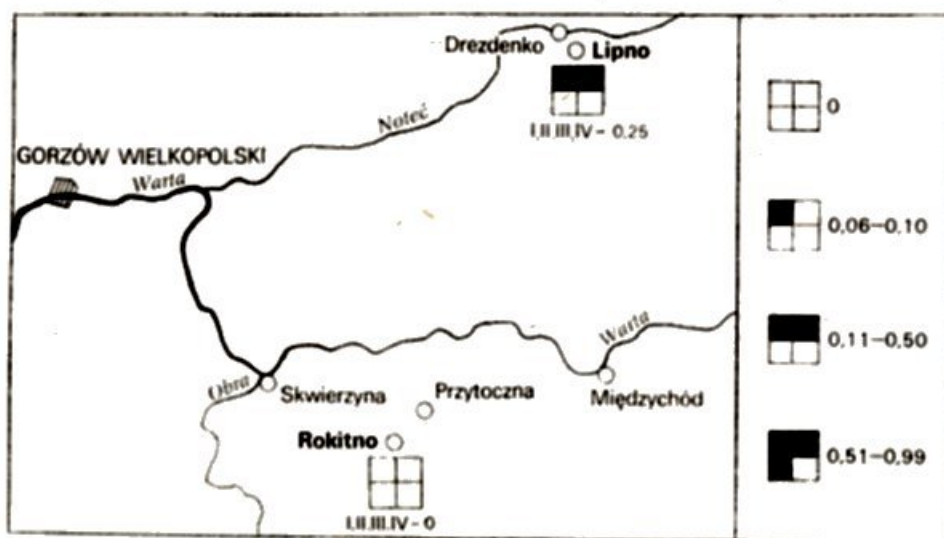 Drezdenko
Lipno
I,II,III,IV - 0,25
Noteć
GORZÓW WIELKOPOLSKI
Warta
Warta
Obra
Skwierzyna
Przytoczna
Międzychód
Rokitno
I,II,III,IV - 0
0
0,06-0,10
0,11-0,50
0,51-0,99